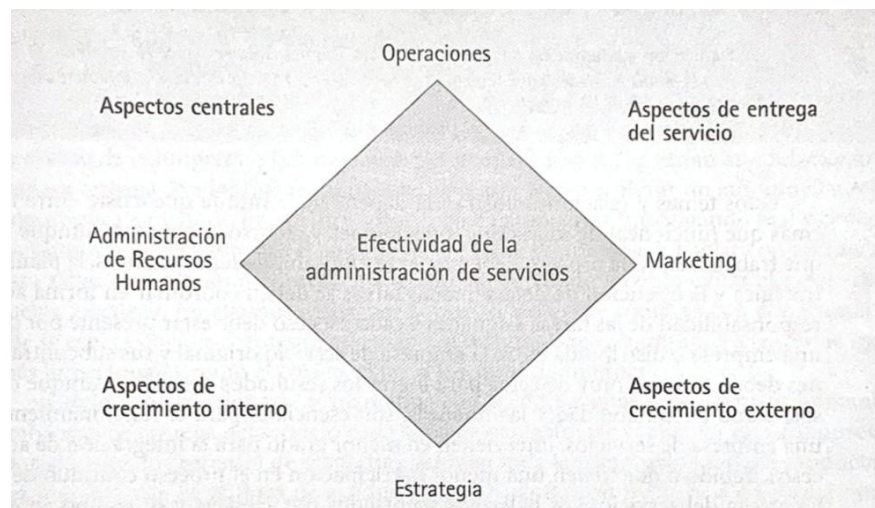 Operaciones
Aspectos centrales
Aspectos de entrega
del servicio
Administración
de Recursos
Humanos
Efectividad de la
administración de servicios
Marketing
Aspectos de
crecimiento interno
Aspectos de
crecimiento externo
Estrategia